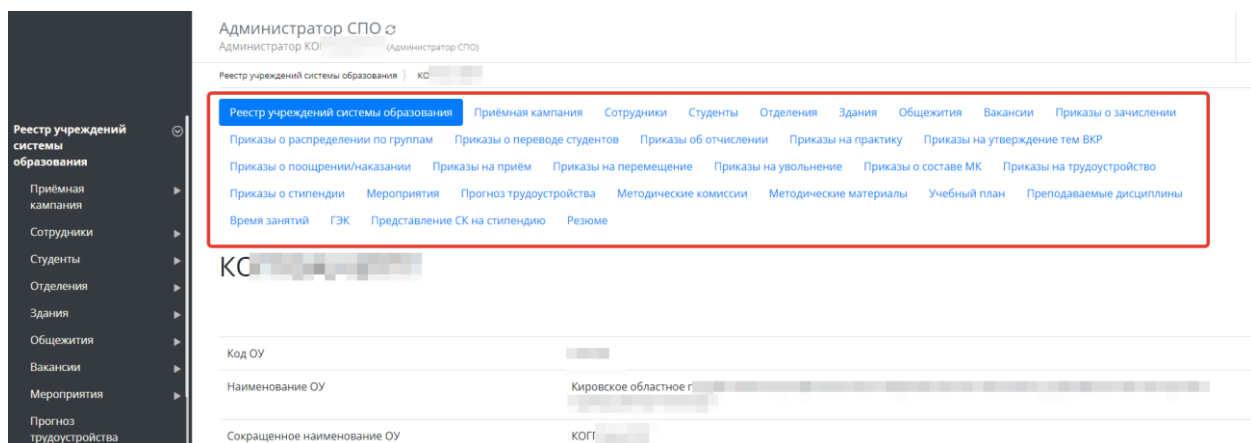 Администратор СПО
Администратор КО (Администратор СПО)
Реестр учреждений системы образования КО
Реестр учреждений системы образования Приёмная кампания Сотрудники Студенты Отделения Здания Общежития Вакансии Приказы о зачислении
Приказы о распределении по группам Приказы о переводе студентов Приказы об отчислении Приказы на практику Приказы на утверждение тем ВКР
Приказы о поощрении/наказании Приказы на приём Приказы на перемещение Приказы на увольнение Приказы о составе МК Приказы на трудоустройство
Приказы о стипендии Мероприятия Прогноз трудоустройства Методические комиссии Методические материалы Учебный план Преподаваемые дисциплины
Время занятий ГЭК Представление СК на стипендию Резюме
Реестр учреждений
системы
образования
Приёмная
кампания
Сотрудники
Студенты
Отделения
Здания
Общежития
Вакансии
Мероприятия
Прогноз
трудоустройства
КО
Код ОУ
Наименование ОУ Кировское областное г
Сокращенное наименование ОУ КОГ